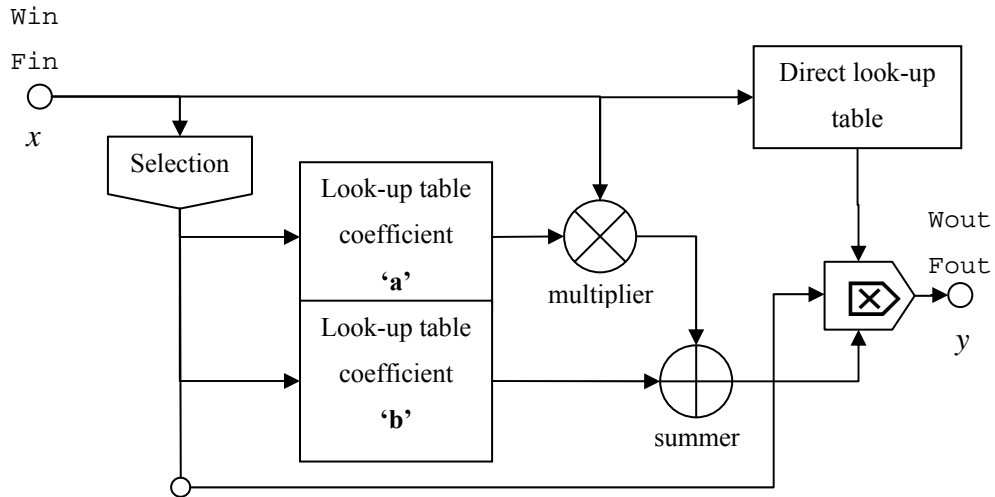 Win
Fin
x
Selection
Look-up table
coefficient
‘a’
Look-up table
coefficient
‘b’
multiplier
summer
Direct look-up
table
Wout
Fout
y